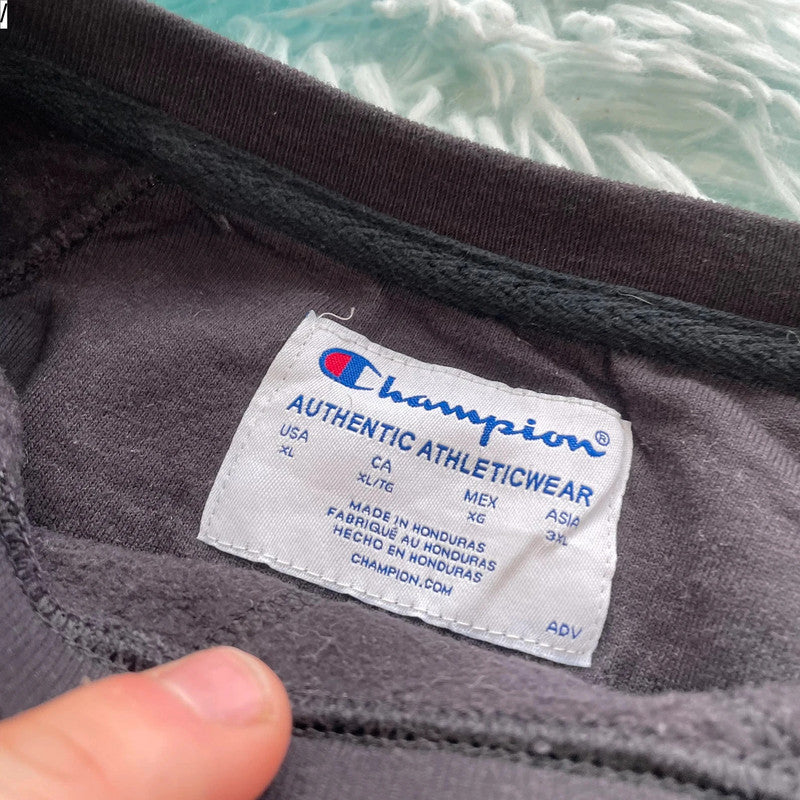 Champion®
AUTHENTIC ATHLETICWEAR
USA CA MEX ASIA
XL XL/TG XG 3XL
MADE IN HONDURAS
FABRIQUÉ AU HONDURAS
HECHO EN HONDURAS
CHAMPION.COM
ADV